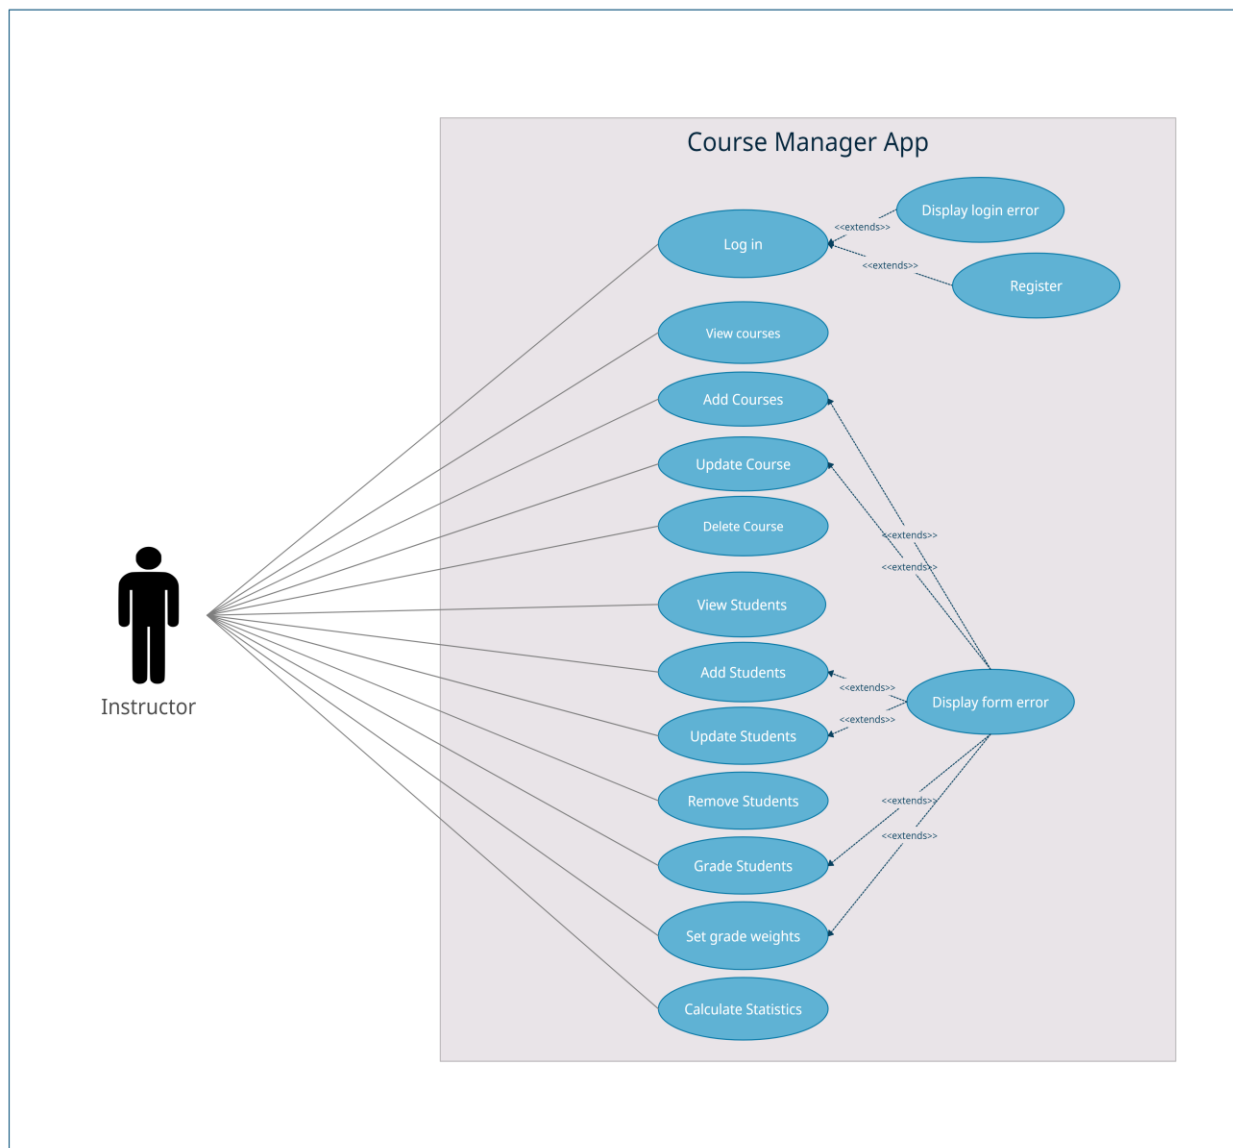 Course Manager App
Display login error
<<extends>>
Log in
<<extends>>
Register
View courses
Add Courses
Update Course
Delete Course
<<extends>>
<<extends>>
View Students
Add Students
<<extends>>
Display form error
Instructor
<<extends>>
Update Students
Remove Students
<<extends>>
<<extends>>
Grade Students
Set grade weights
Calculate Statistics